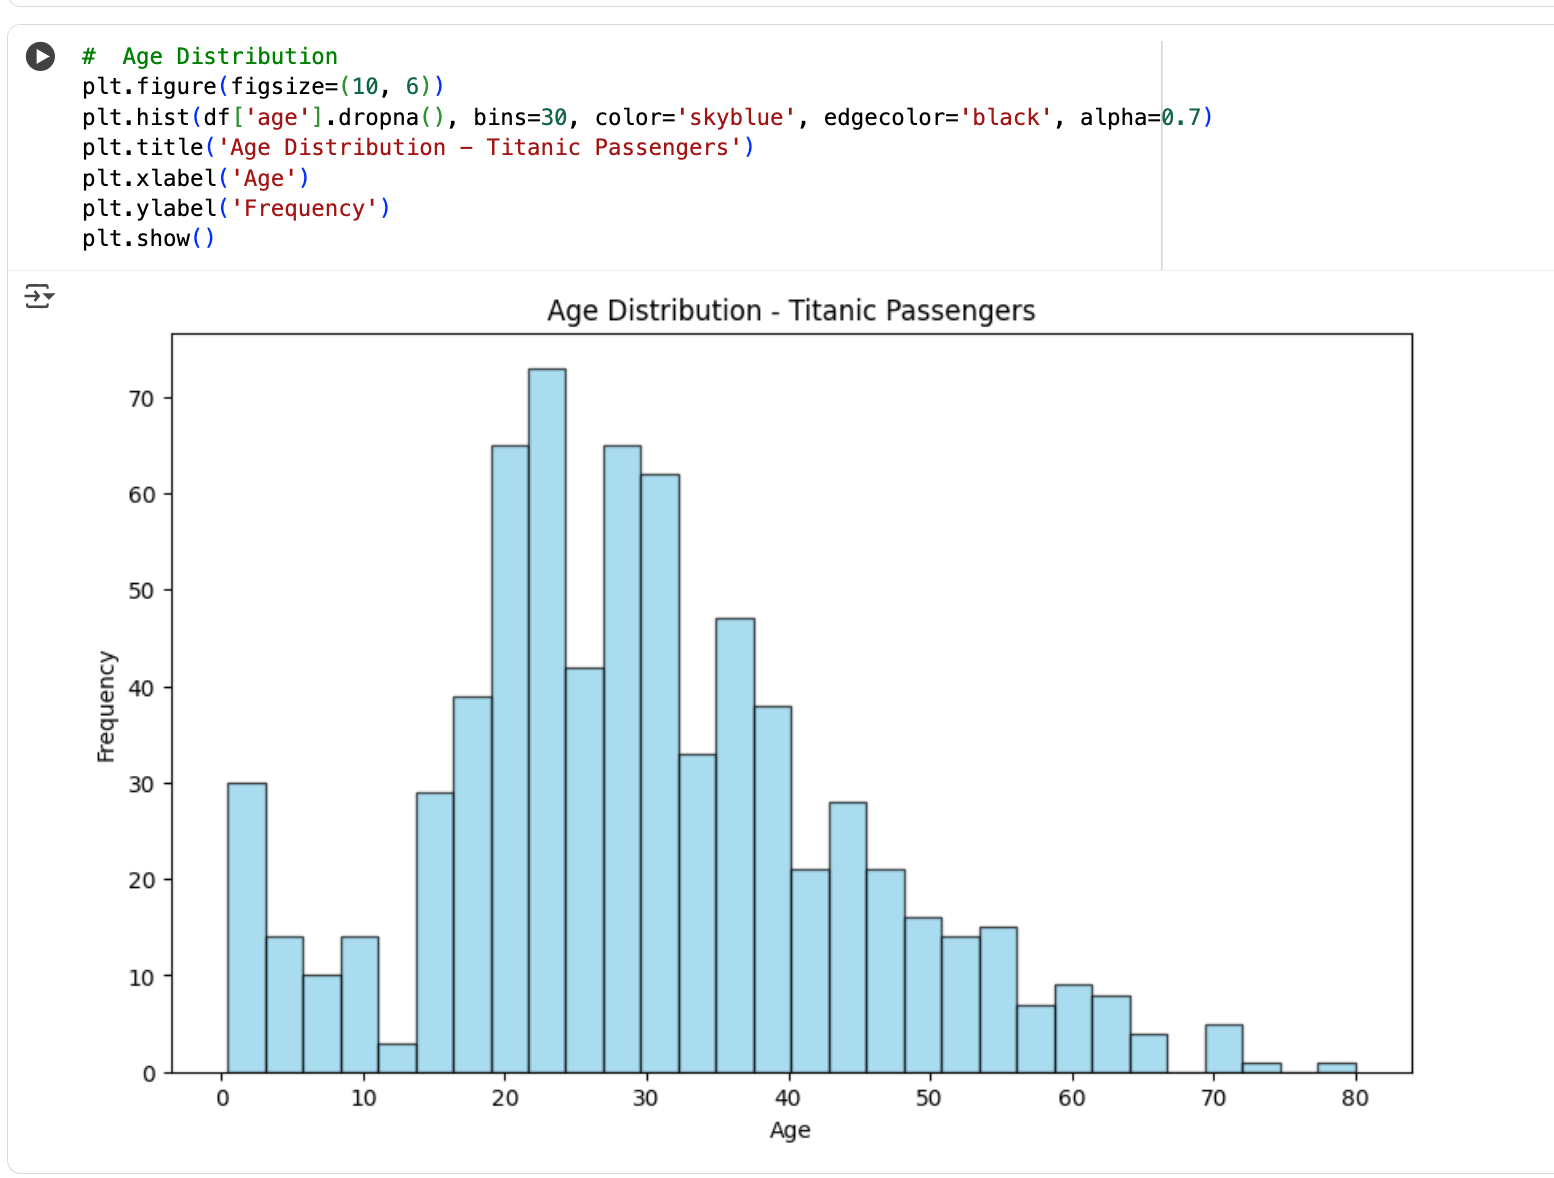 #  Age Distribution
plt.figure(figsize=(10, 6))
plt.hist(df['age'].dropna(), bins=30, color='skyblue', edgecolor='black', alpha=0.7)
plt.title('Age Distribution – Titanic Passengers')
plt.xlabel('Age')
plt.ylabel('Frequency')
plt.show()
Age Distribution - Titanic Passengers
70
60
50
40
30
20
10
0
Frequency
0 10 20 30 40 50 60 70 80
Age